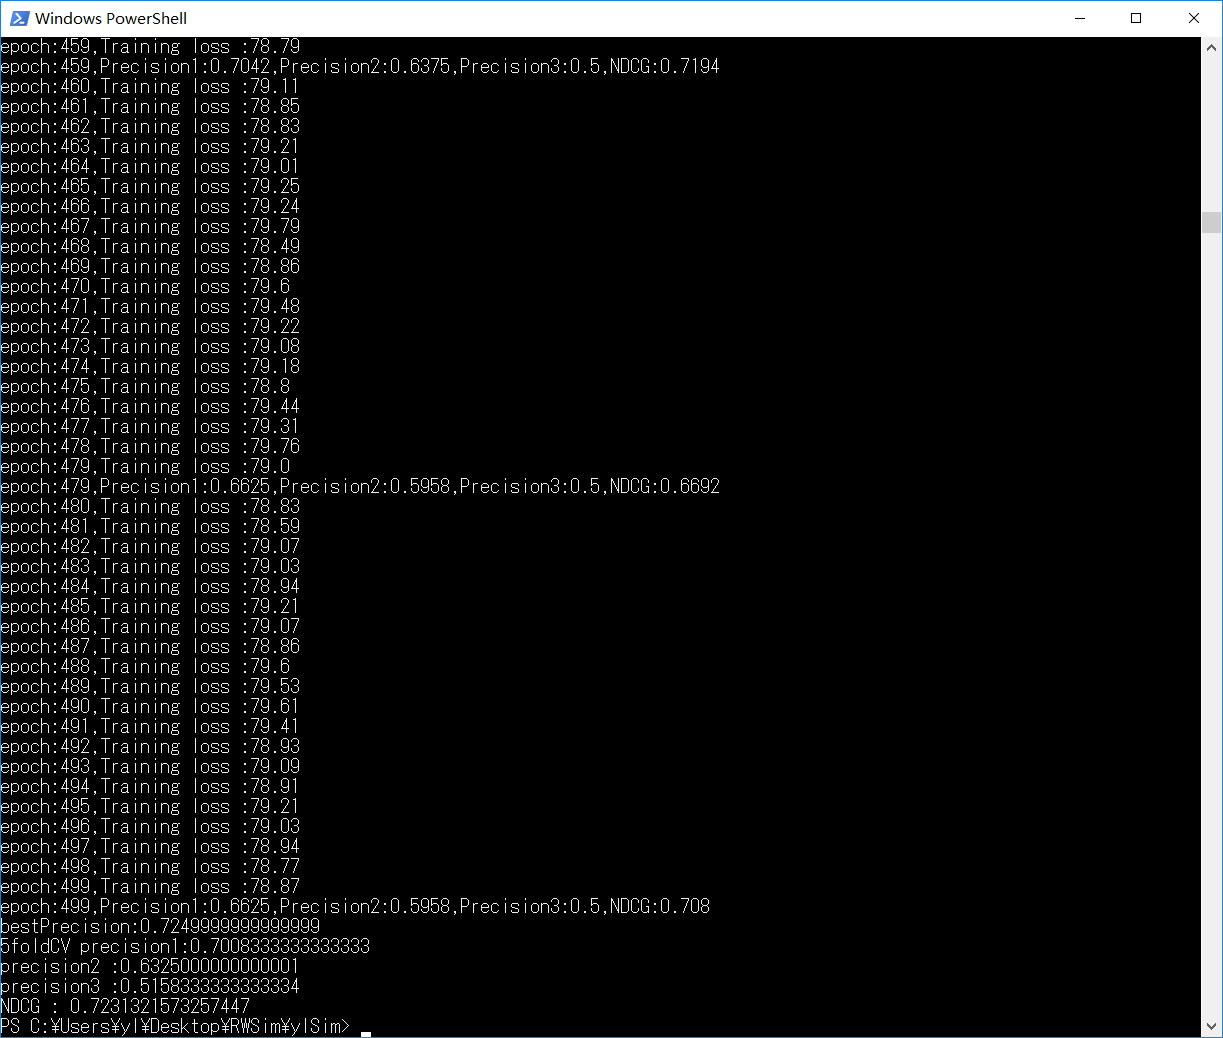 Windows PowerShell
epoch:459,Training loss :78.79
epoch:459,Precision1:0.7042,Precision2:0.6375,Precision3:0.5,NDCG:0.7194
epoch:460,Training loss :79.11
epoch:461,Training loss :78.85
epoch:462,Training loss :78.83
epoch:463,Training loss :79.21
epoch:464,Training loss :79.01
epoch:465,Training loss :79.25
epoch:466,Training loss :79.24
epoch:467,Training loss :79.79
epoch:468,Training loss :78.49
epoch:469,Training loss :78.86
epoch:470,Training loss :79.6
epoch:471,Training loss :79.48
epoch:472,Training loss :79.22
epoch:473,Training loss :79.08
epoch:474,Training loss :79.18
epoch:475,Training loss :78.8
epoch:476,Training loss :79.44
epoch:477,Training loss :79.31
epoch:478,Training loss :79.76
epoch:479,Training loss :79.0
epoch:479,Precision1:0.6625,Precision2:0.5958,Precision3:0.5,NDCG:0.6692
epoch:480,Training loss :78.83
epoch:481,Training loss :78.59
epoch:482,Training loss :79.07
epoch:483,Training loss :79.03
epoch:484,Training loss :78.94
epoch:485,Training loss :79.21
epoch:486,Training loss :79.07
epoch:487,Training loss :78.86
epoch:488,Training loss :79.6
epoch:489,Training loss :79.53
epoch:490,Training loss :79.61
epoch:491,Training loss :79.41
epoch:492,Training loss :78.93
epoch:493,Training loss :79.09
epoch:494,Training loss :78.91
epoch:495,Training loss :79.21
epoch:496,Training loss :79.03
epoch:497,Training loss :78.94
epoch:498,Training loss :78.77
epoch:499,Training loss :78.87
epoch:499,Precision1:0.6625,Precision2:0.5958,Precision3:0.5,NDCG:0.708
bestPrecision:0.7249999999999999
5foldCV precision1:0.7008333333333333
precision2 :0.6325000000000001
precision3 :0.5158333333333334
NDCG : 0.7231321573257447
PS C:¥Users¥yl¥Desktop¥RWSim¥ylSim>